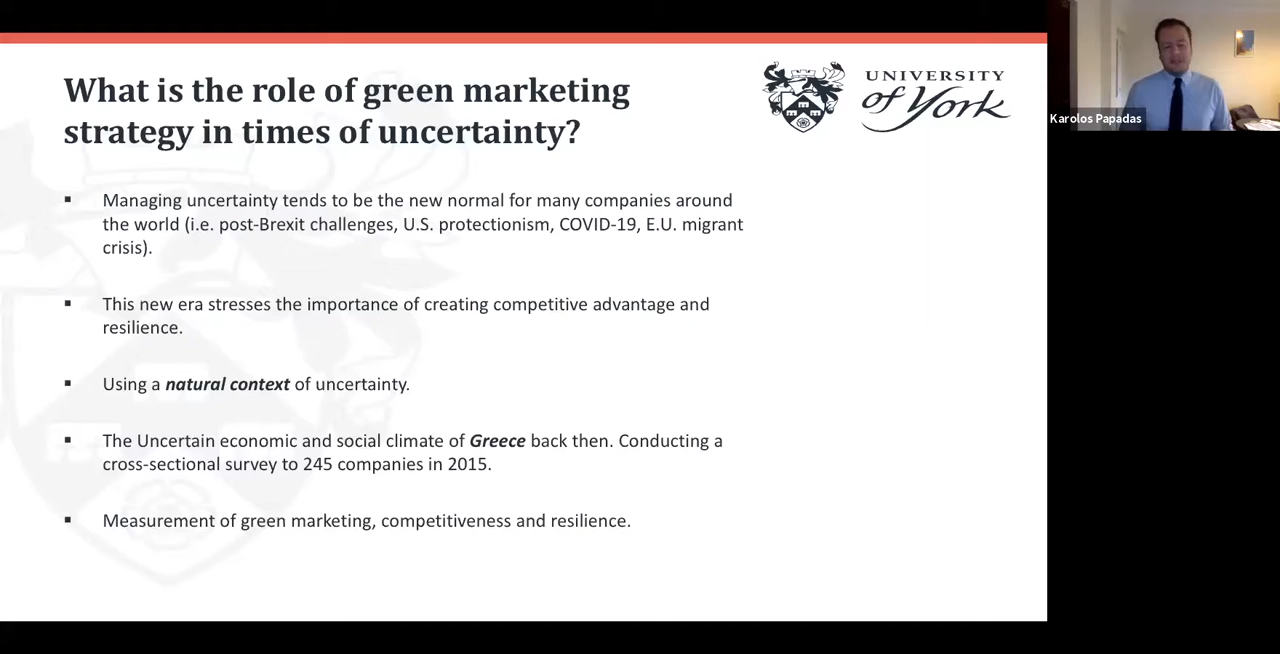 What is the role of green marketing
strategy in times of uncertainty?
UNIVERSITY
of York
Karolos Papadas
▪ Managing uncertainty tends to be the new normal for many companies around
the world (i.e. post-Brexit challenges, U.S. protectionism, COVID-19, E.U. migrant
crisis).
▪ This new era stresses the importance of creating competitive advantage and
resilience.
▪ Using a natural context of uncertainty.
▪ The Uncertain economic and social climate of Greece back then. Conducting a
cross-sectional survey to 245 companies in 2015.
▪ Measurement of green marketing, competitiveness and resilience.